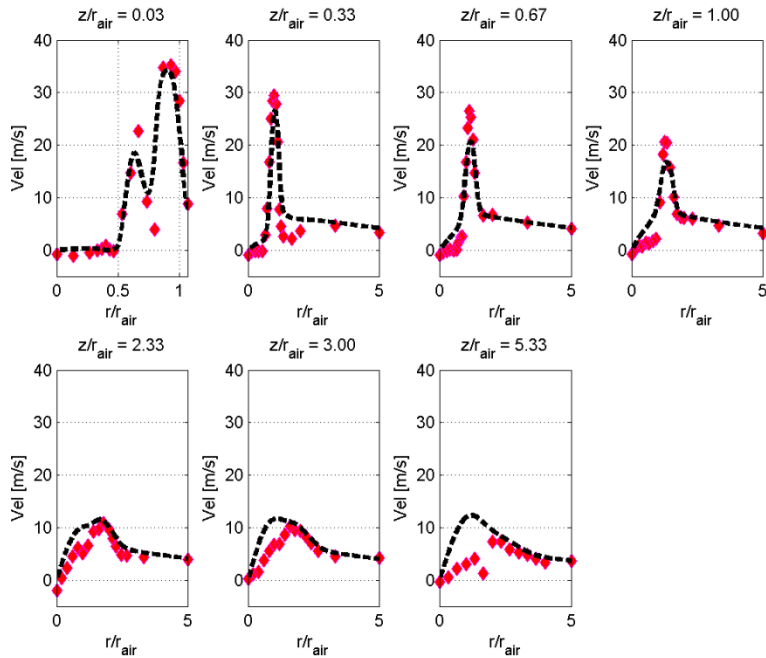 z/r_air = 0.03
z/r_air = 0.33
z/r_air = 0.67
z/r_air = 1.00
40
30
20
10
0
Vel [m/s]
0 0.5 1
r/r_air
40
30
20
10
0
Vel [m/s]
0 5
r/r_air
40
30
20
10
0
Vel [m/s]
0 5
r/r_air
40
30
20
10
0
Vel [m/s]
0 5
r/r_air
z/r_air = 2.33
z/r_air = 3.00
z/r_air = 5.33
40
30
20
10
0
Vel [m/s]
0 5
r/r_air
40
30
20
10
0
Vel [m/s]
0 5
r/r_air
40
30
20
10
0
Vel [m/s]
0 5
r/r_air